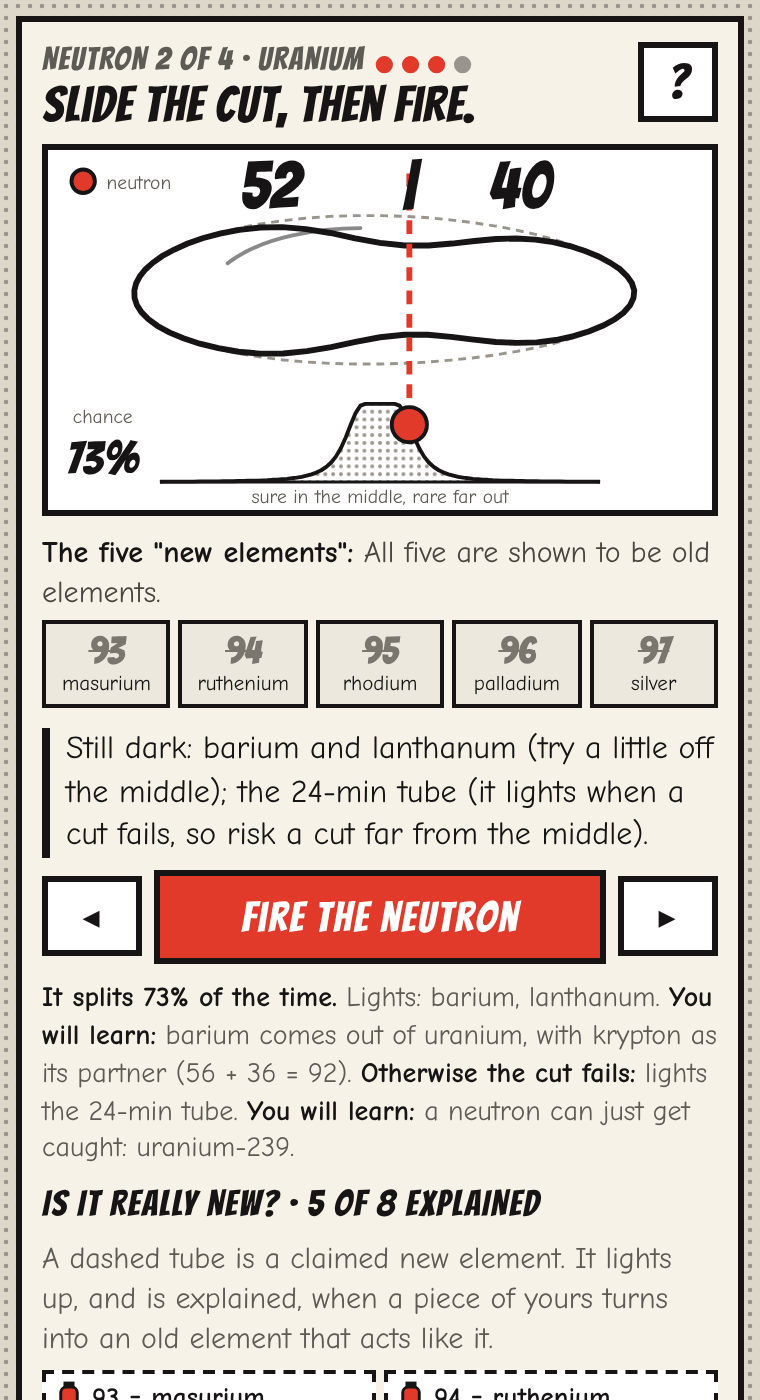 NEUTRON 2 OF 4 · URANIUM
SLIDE THE CUT, THEN FIRE.
?
neutron
52 / 40
chance
73%
sure in the middle, rare far out
The five "new elements": All five are shown to be old
elements.
93 94 95 96 97
masurium ruthenium rhodium palladium silver
Still dark: barium and lanthanum (try a little off
the middle); the 24-min tube (it lights when a
cut fails, so risk a cut far from the middle).
◄ FIRE THE NEUTRON ►
It splits 73% of the time. Lights: barium, lanthanum. You
will learn: barium comes out of uranium, with krypton as
its partner (56 + 36 = 92). Otherwise the cut fails: lights
the 24-min tube. You will learn: a neutron can just get
caught: uranium-239.
IS IT REALLY NEW? · 5 OF 8 EXPLAINED
A dashed tube is a claimed new element. It lights
up, and is explained, when a piece of yours turns
into an old element that acts like it.
93 = masurium 94 = ruthenium